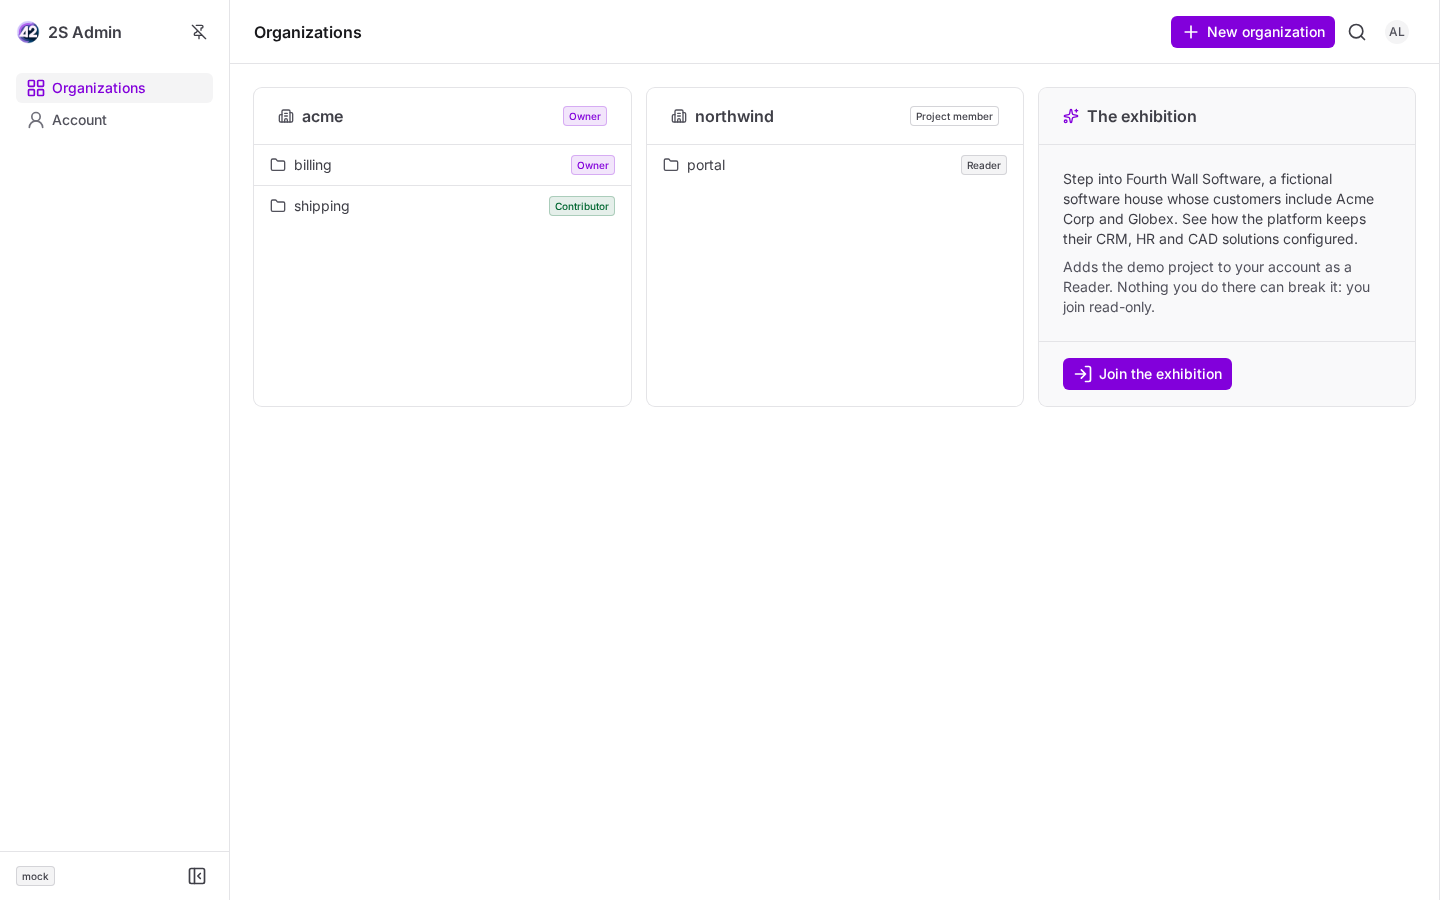 42 2S Admin
Organizations
Account
mock
Organizations
New organization
AL
acme
Owner
billing
Owner
shipping
Contributor
northwind
Project member
portal
Reader
The exhibition
Step into Fourth Wall Software, a fictional
software house whose customers include Acme
Corp and Globex. See how the platform keeps
their CRM, HR and CAD solutions configured.
Adds the demo project to your account as a
Reader. Nothing you do there can break it: you
join read-only.
Join the exhibition